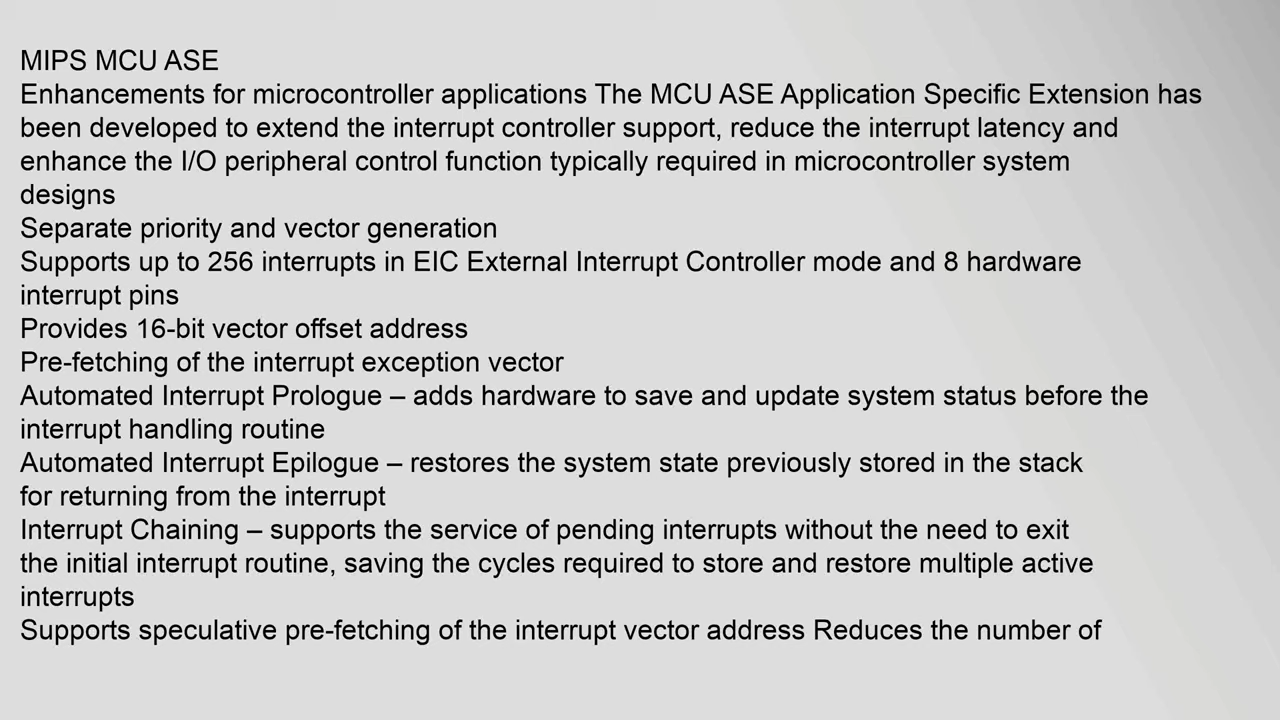 MIPS MCU ASE
Enhancements for microcontroller applications The MCU ASE Application Specific Extension has
been developed to extend the interrupt controller support, reduce the interrupt latency and
enhance the I/O peripheral control function typically required in microcontroller system
designs
Separate priority and vector generation
Supports up to 256 interrupts in EIC External Interrupt Controller mode and 8 hardware
interrupt pins
Provides 16-bit vector offset address
Pre-fetching of the interrupt exception vector
Automated Interrupt Prologue – adds hardware to save and update system status before the
interrupt handling routine
Automated Interrupt Epilogue – restores the system state previously stored in the stack
for returning from the interrupt
Interrupt Chaining – supports the service of pending interrupts without the need to exit
the initial interrupt routine, saving the cycles required to store and restore multiple active
interrupts
Supports speculative pre-fetching of the interrupt vector address Reduces the number of